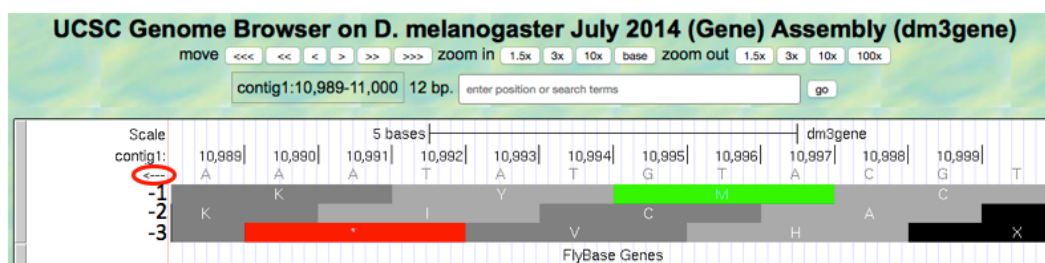 UCSC Genome Browser on D. melanogaster July 2014 (Gene) Assembly (dm3gene)
move <<< << < > >> >>> zoom in 1.5x 3x 10x base zoom out 1.5x 3x 10x 100x
contig1:10,989-11,000 12 bp. enter position or search terms go
Scale 5 bases dm3gene
contig1: 10,989| 10,990| 10,991| 10,992| 10,993| 10,994| 10,995| 10,996| 10,997| 10,998| 10,999|
<--- A A A T A T G T A C G T
-1 K Y M C
-2 K I C A
-3 * V H X
FlyBase Genes